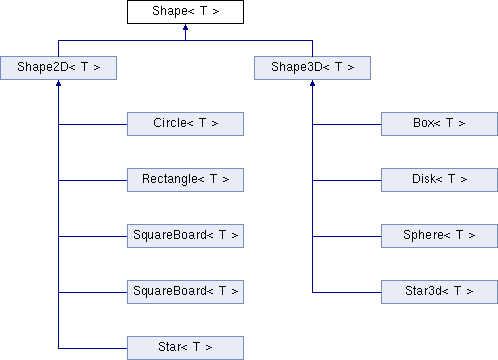 Shape< T >
Shape2D< T >
Shape3D< T >
Circle< T >
Box< T >
Rectangle< T >
Disk< T >
SquareBoard< T >
Sphere< T >
SquareBoard< T >
Star3d< T >
Star< T >